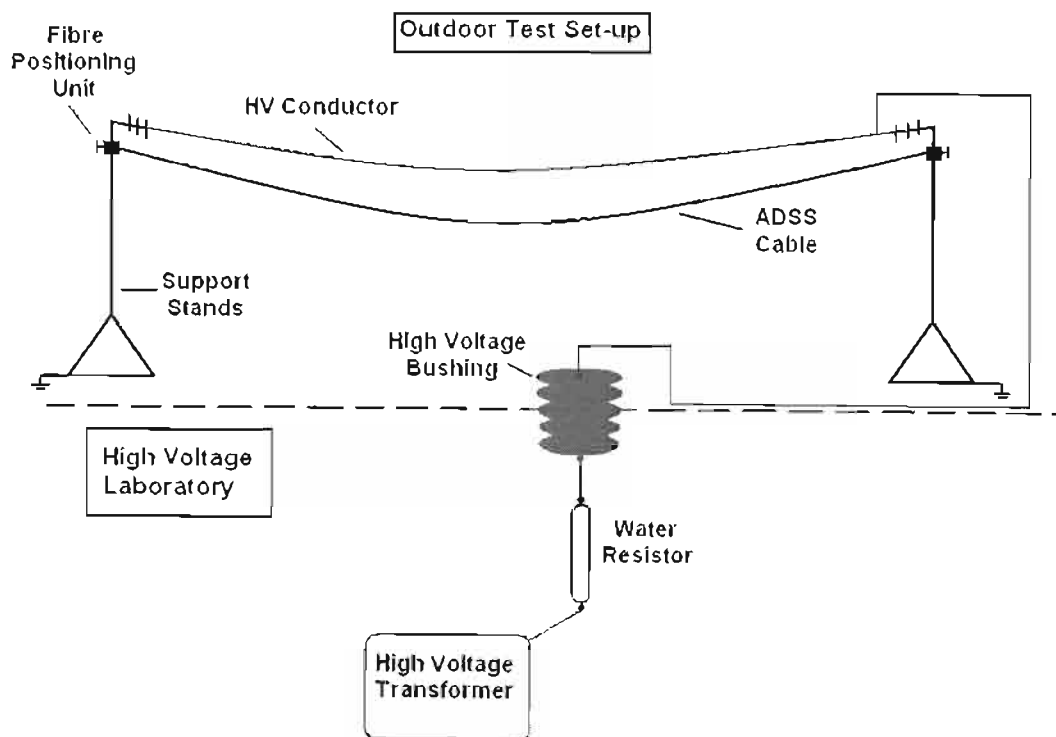 Outdoor Test Set-up
Fibre
Positioning
Unit
HV Conductor
ADSS
Cable
Support
Stands
High Voltage
Bushing
High Voltage
Laboratory
Water
Resistor
High Voltage
Transformer